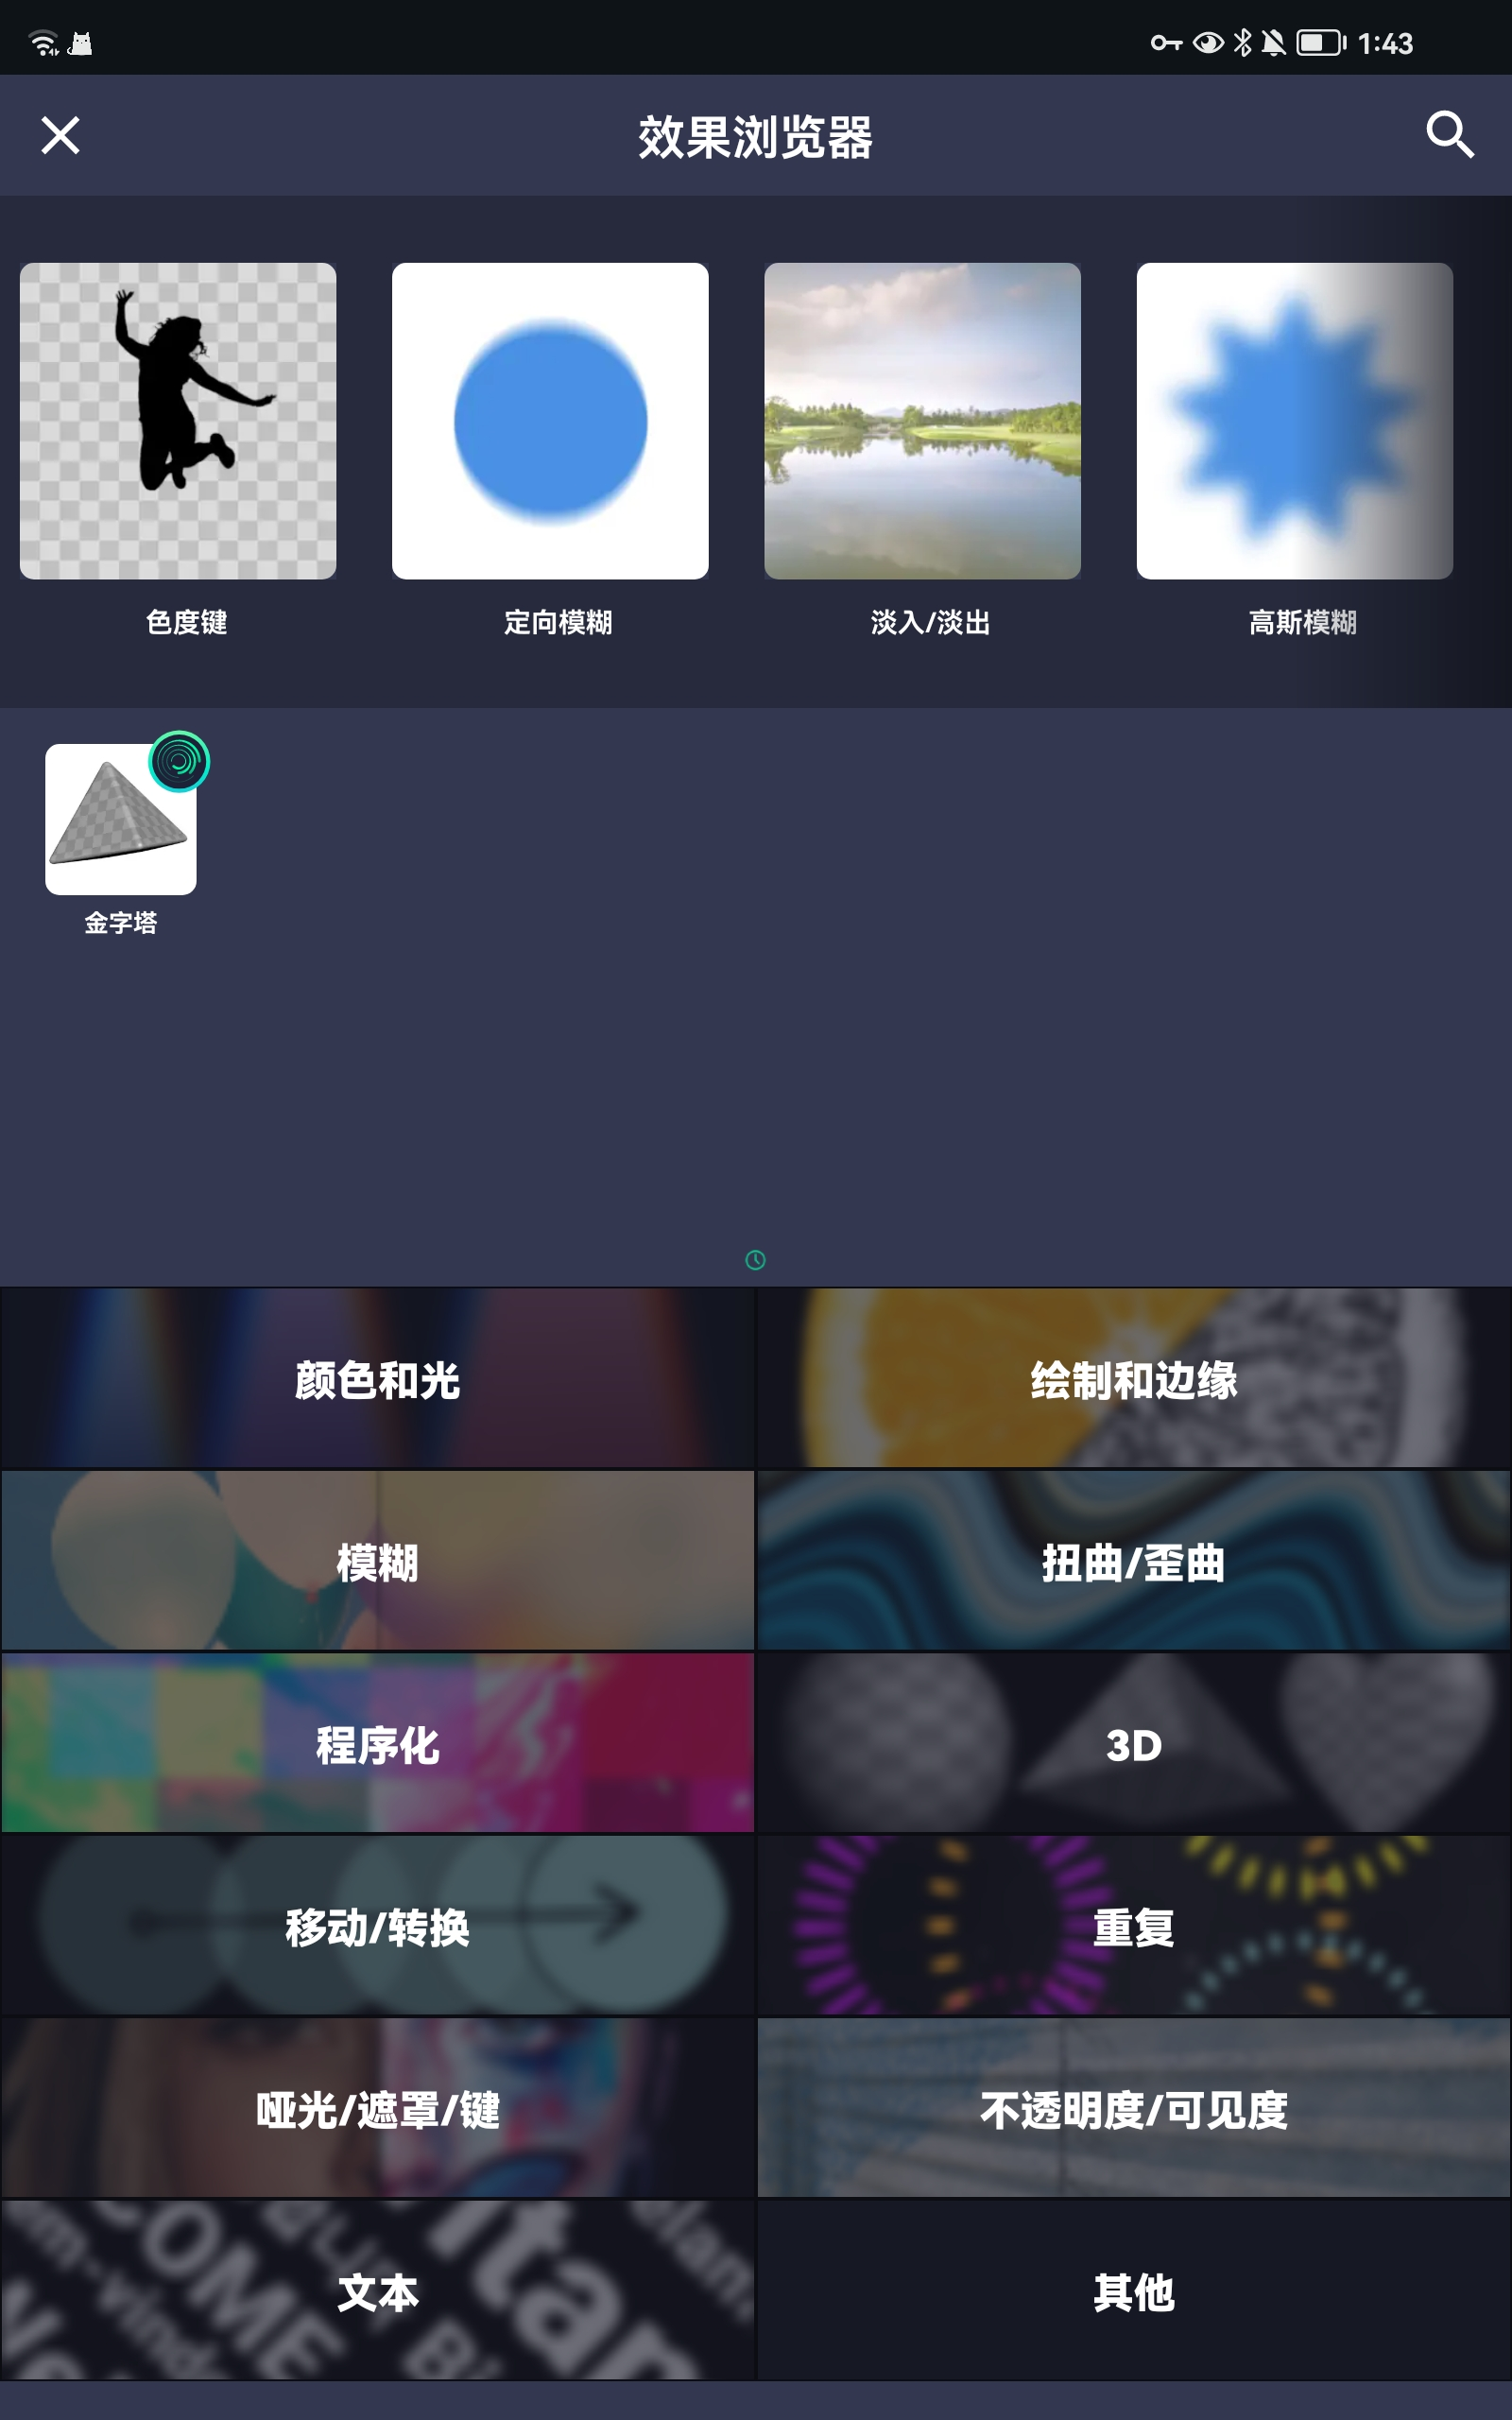 1:43
效果浏览器
色度键
定向模糊
淡入/淡出
高斯模糊
金字塔
颜色和光
绘制和边缘
模糊
扭曲/歪曲
程序化
3D
移动/转换
重复
哑光/遮罩/键
不透明度/可见度
文本
其他